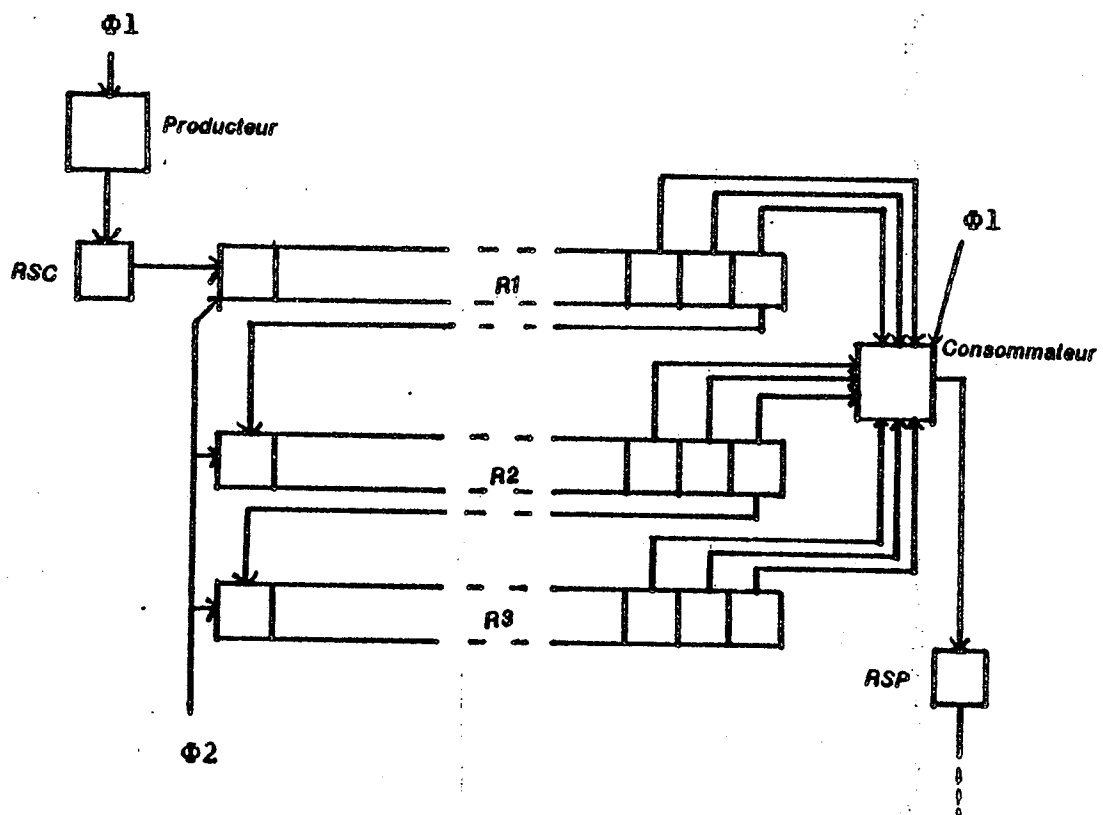 Φ1
Producteur
RSC
R1
Φ1
Consommateur
R2
R3
RSP
Φ2